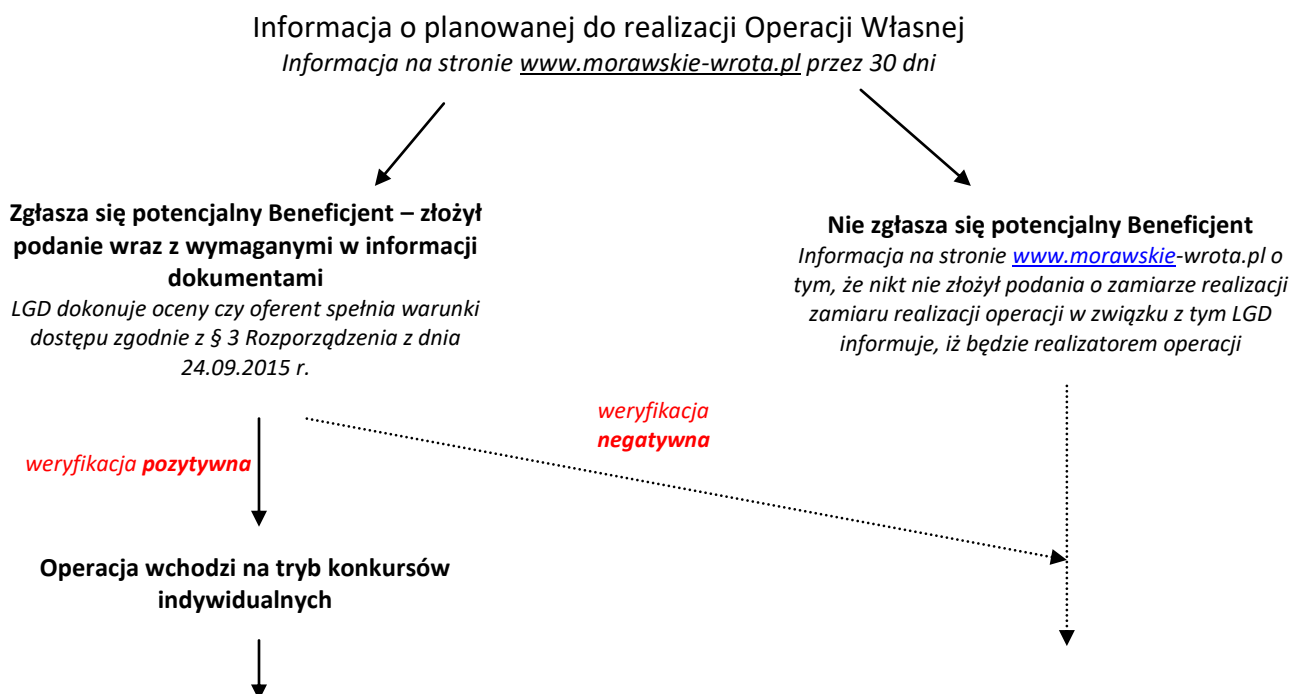 Informacja o planowanej do realizacji Operacji Własnej
Informacja na stronie www.morawskie-wrota.pl przez 30 dni
Zgłasza się potencjalny Beneficjent – złożył
podanie wraz z wymaganymi w informacji
dokumentami
LGD dokonuje oceny czy oferent spełnia warunki
dostępu zgodnie z § 3 Rozporządzenia z dnia
24.09.2015 r.
Nie zgłasza się potencjalny Beneficjent
Informacja na stronie www.morawskie-wrota.pl o
tym, że nikt nie złożył podania o zamiarze realizacji
zamiaru realizacji operacji w związku z tym LGD
informuje, iż będzie realizatorem operacji
weryfikacja
negatywna
weryfikacja pozytywna
Operacja wchodzi na tryb konkursów
indywidualnych